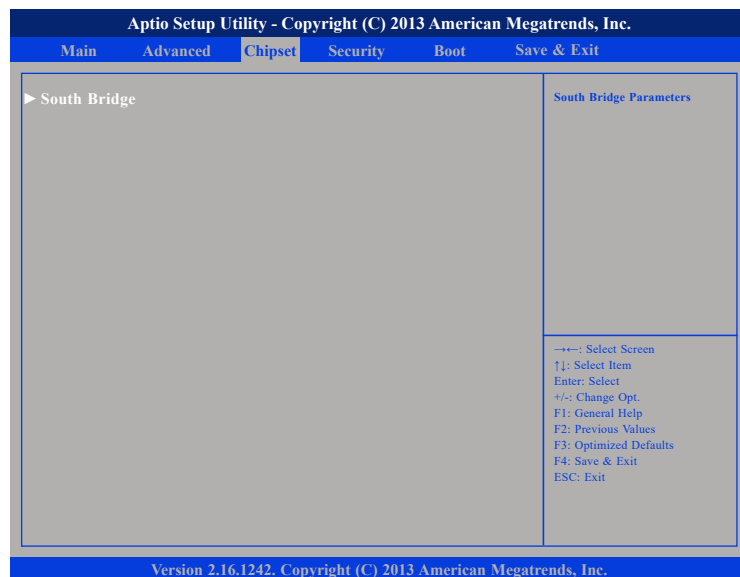 Aptio Setup Utility - Copyright (C) 2013 American Megatrends, Inc.
Main Advanced Chipset Security Boot Save & Exit
► South Bridge
South Bridge Parameters
→←: Select Screen
↑↓: Select Item
Enter: Select
+/-: Change Opt.
F1: General Help
F2: Previous Values
F3: Optimized Defaults
F4: Save & Exit
ESC: Exit
Version 2.16.1242. Copyright (C) 2013 American Megatrends, Inc.